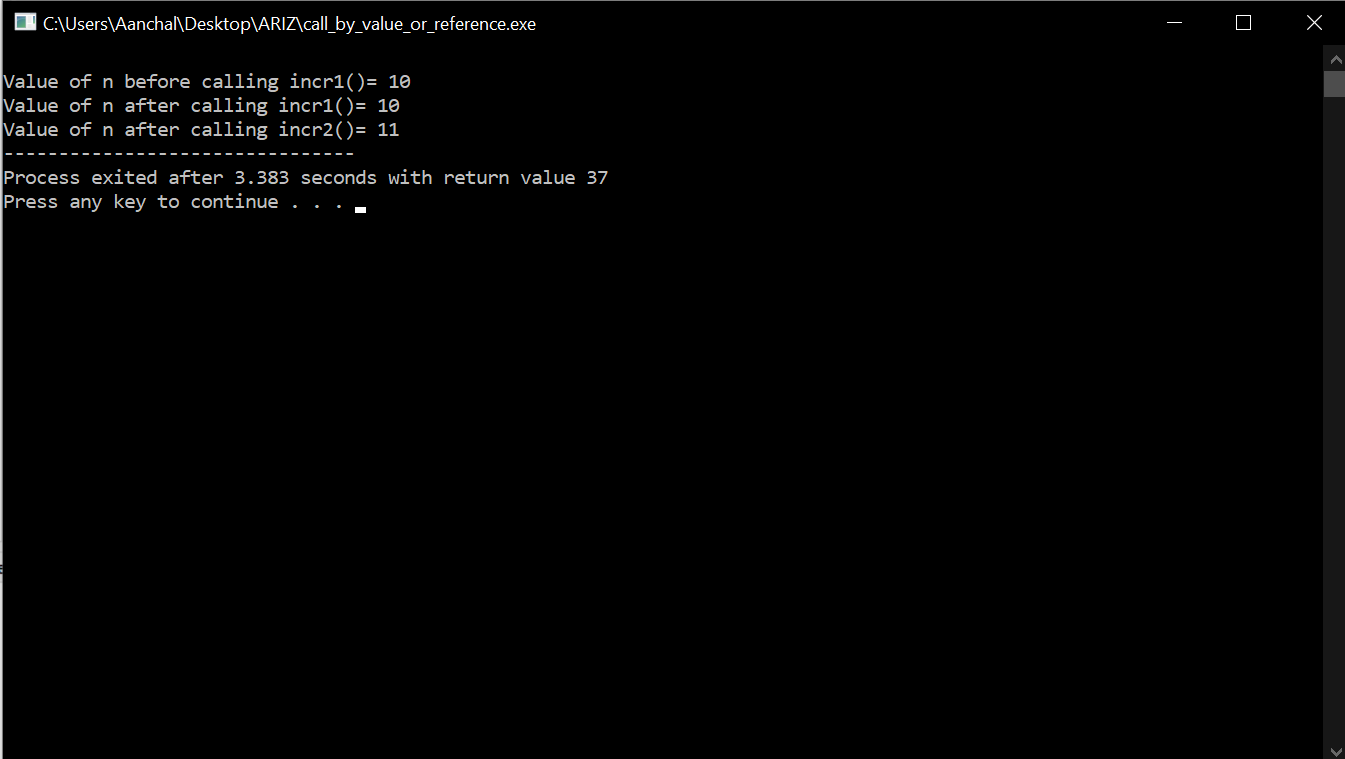 C:\Users\Aanchal\Desktop\ARIZ\call_by_value_or_reference.exe
Value of n before calling incr1()= 10
Value of n after calling incr1()= 10
Value of n after calling incr2()= 11
--------------------------------
Process exited after 3.383 seconds with return value 37
Press any key to continue . . .